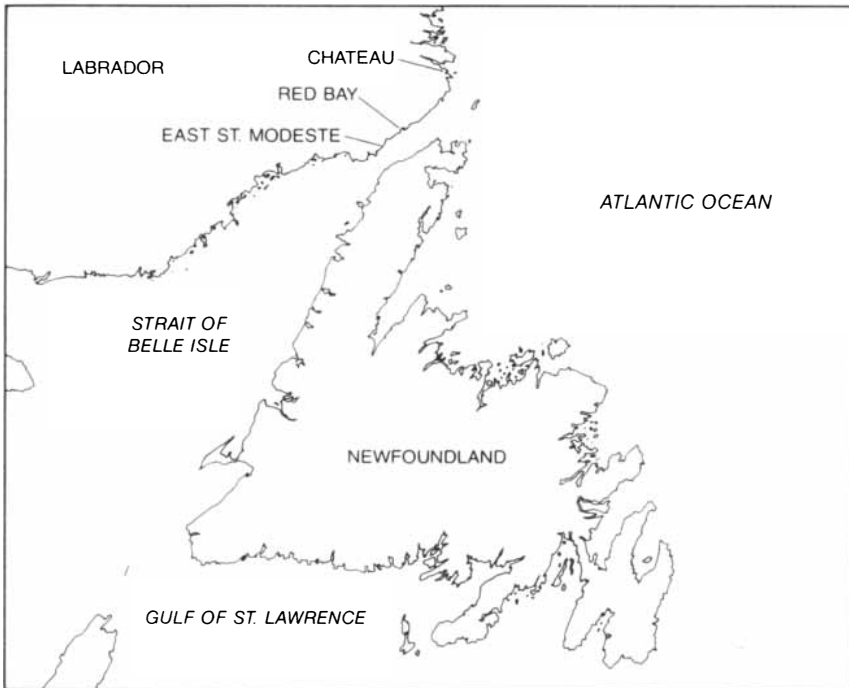 LABRADOR
CHATEAU
RED BAY
EAST ST. MODESTE
ATLANTIC OCEAN
STRAIT OF
BELLE ISLE
NEWFOUNDLAND
GULF OF ST. LAWRENCE